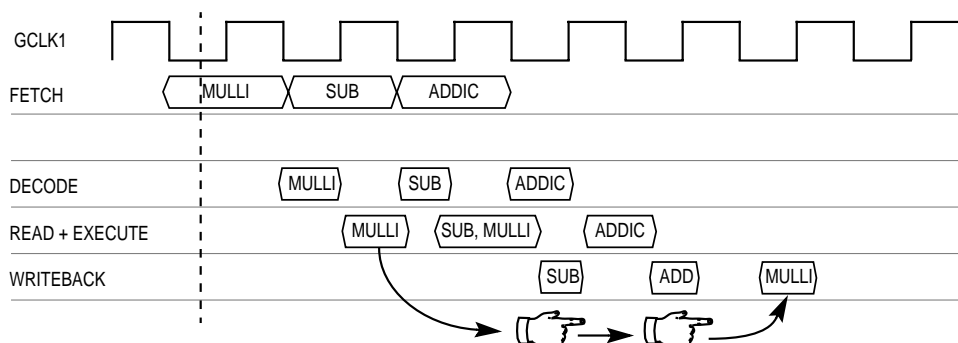 GCLK1
FETCH MULLI SUB ADDIC
DECODE MULLI SUB ADDIC
READ + EXECUTE MULLI SUB, MULLI ADDIC
WRITEBACK SUB ADD MULLI